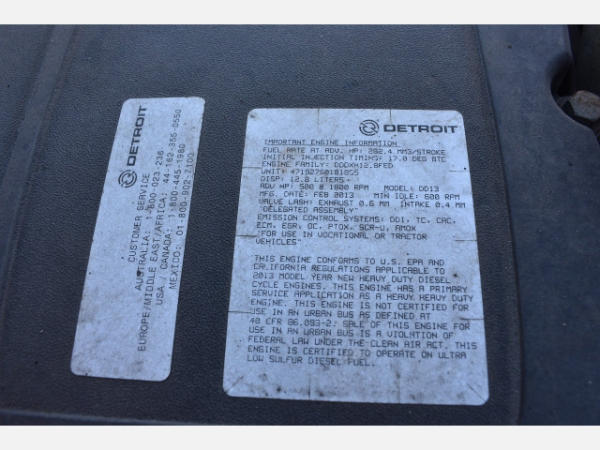 DETROIT
CUSTOMER SERVICE
AUSTRALIA: 1-800-023-236
EUROPE/MIDDLE EAST/AFRICA: 44-162-355-0550
USA / CANADA: 1-800-445-1980
MEXICO: 01-800-902-7100
DETROIT
IMPORTANT ENGINE INFORMATION
FUEL RATE AT ADV. HP: 282.4 MM3/STROKE
INITIAL INJECTION TIMING: 17.0 DEG BTC
ENGINE FAMILY: DDDXH12.8FED
UNIT:
DISP: 12.8 LITERS
ADV HP: 500 @ 1800 RPM MODEL: DD13
MFG. DATE: FEB 2013 MIN IDLE: 600 RPM
VALVE LASH: EXHAUST 0.6 MM INTAKE 0.4 MM
"DELEGATED ASSEMBLY"
EMISSION CONTROL SYSTEMS: DDI, TC, CAC,
ECM, EGR, OC, PTOX, SCR-U, AMOX
"FOR USE IN VOCATIONAL OR TRACTOR
VEHICLES"
THIS ENGINE CONFORMS TO U.S. EPA AND
CALIFORNIA REGULATIONS APPLICABLE TO
2013 MODEL YEAR NEW HEAVY DUTY DIESEL
CYCLE ENGINES. THIS ENGINE HAS A PRIMARY
SERVICE APPLICATION AS A HEAVY HEAVY DUTY
ENGINE. THIS ENGINE IS NOT CERTIFIED FOR
USE IN AN URBAN BUS AS DEFINED AT
40 CFR 86.093-2. SALE OF THIS ENGINE FOR
USE IN AN URBAN BUS IS A VIOLATION OF
FEDERAL LAW UNDER THE CLEAN AIR ACT. THIS
ENGINE IS CERTIFIED TO OPERATE ON ULTRA
LOW SULFUR DIESEL FUEL.